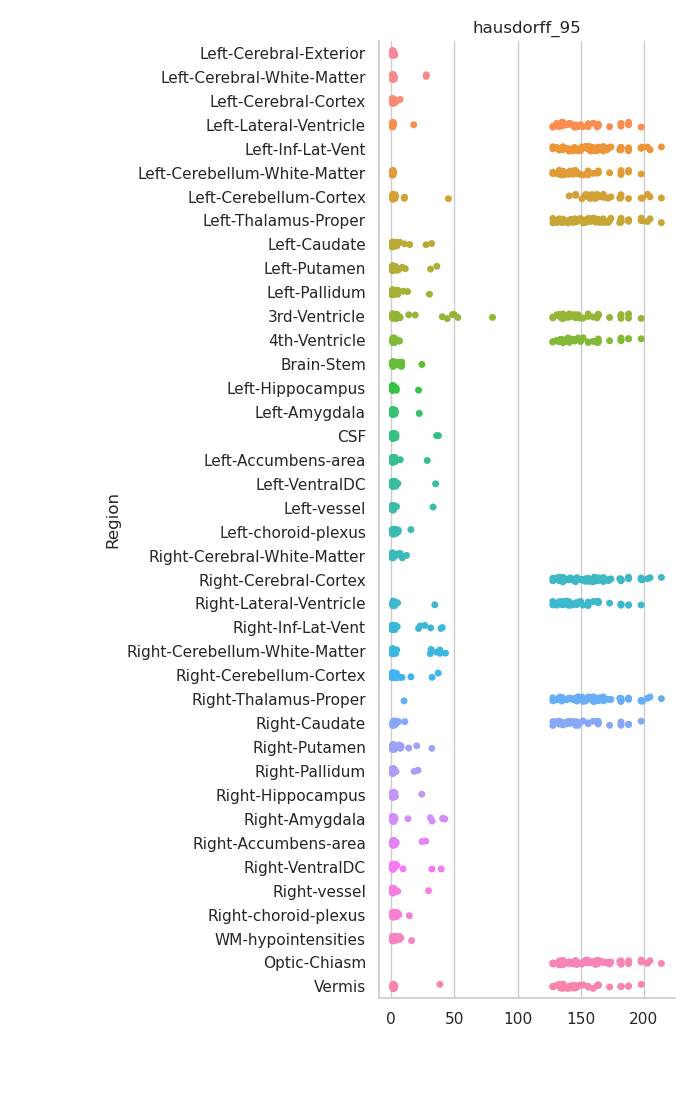 hausdorff_95
Left-Cerebral-Exterior
Left-Cerebral-White-Matter
Left-Cerebral-Cortex
Left-Lateral-Ventricle
Left-Inf-Lat-Vent
Left-Cerebellum-White-Matter
Left-Cerebellum-Cortex
Left-Thalamus-Proper
Left-Caudate
Left-Putamen
Left-Pallidum
3rd-Ventricle
4th-Ventricle
Brain-Stem
Left-Hippocampus
Left-Amygdala
CSF
Left-Accumbens-area
Left-VentralDC
Left-vessel
Left-choroid-plexus
Right-Cerebral-White-Matter
Right-Cerebral-Cortex
Right-Lateral-Ventricle
Right-Inf-Lat-Vent
Right-Cerebellum-White-Matter
Right-Cerebellum-Cortex
Right-Thalamus-Proper
Right-Caudate
Right-Putamen
Right-Pallidum
Right-Hippocampus
Right-Amygdala
Right-Accumbens-area
Right-VentralDC
Right-vessel
Right-choroid-plexus
WM-hypointensities
Optic-Chiasm
Vermis
Region
0 50 100 150 200